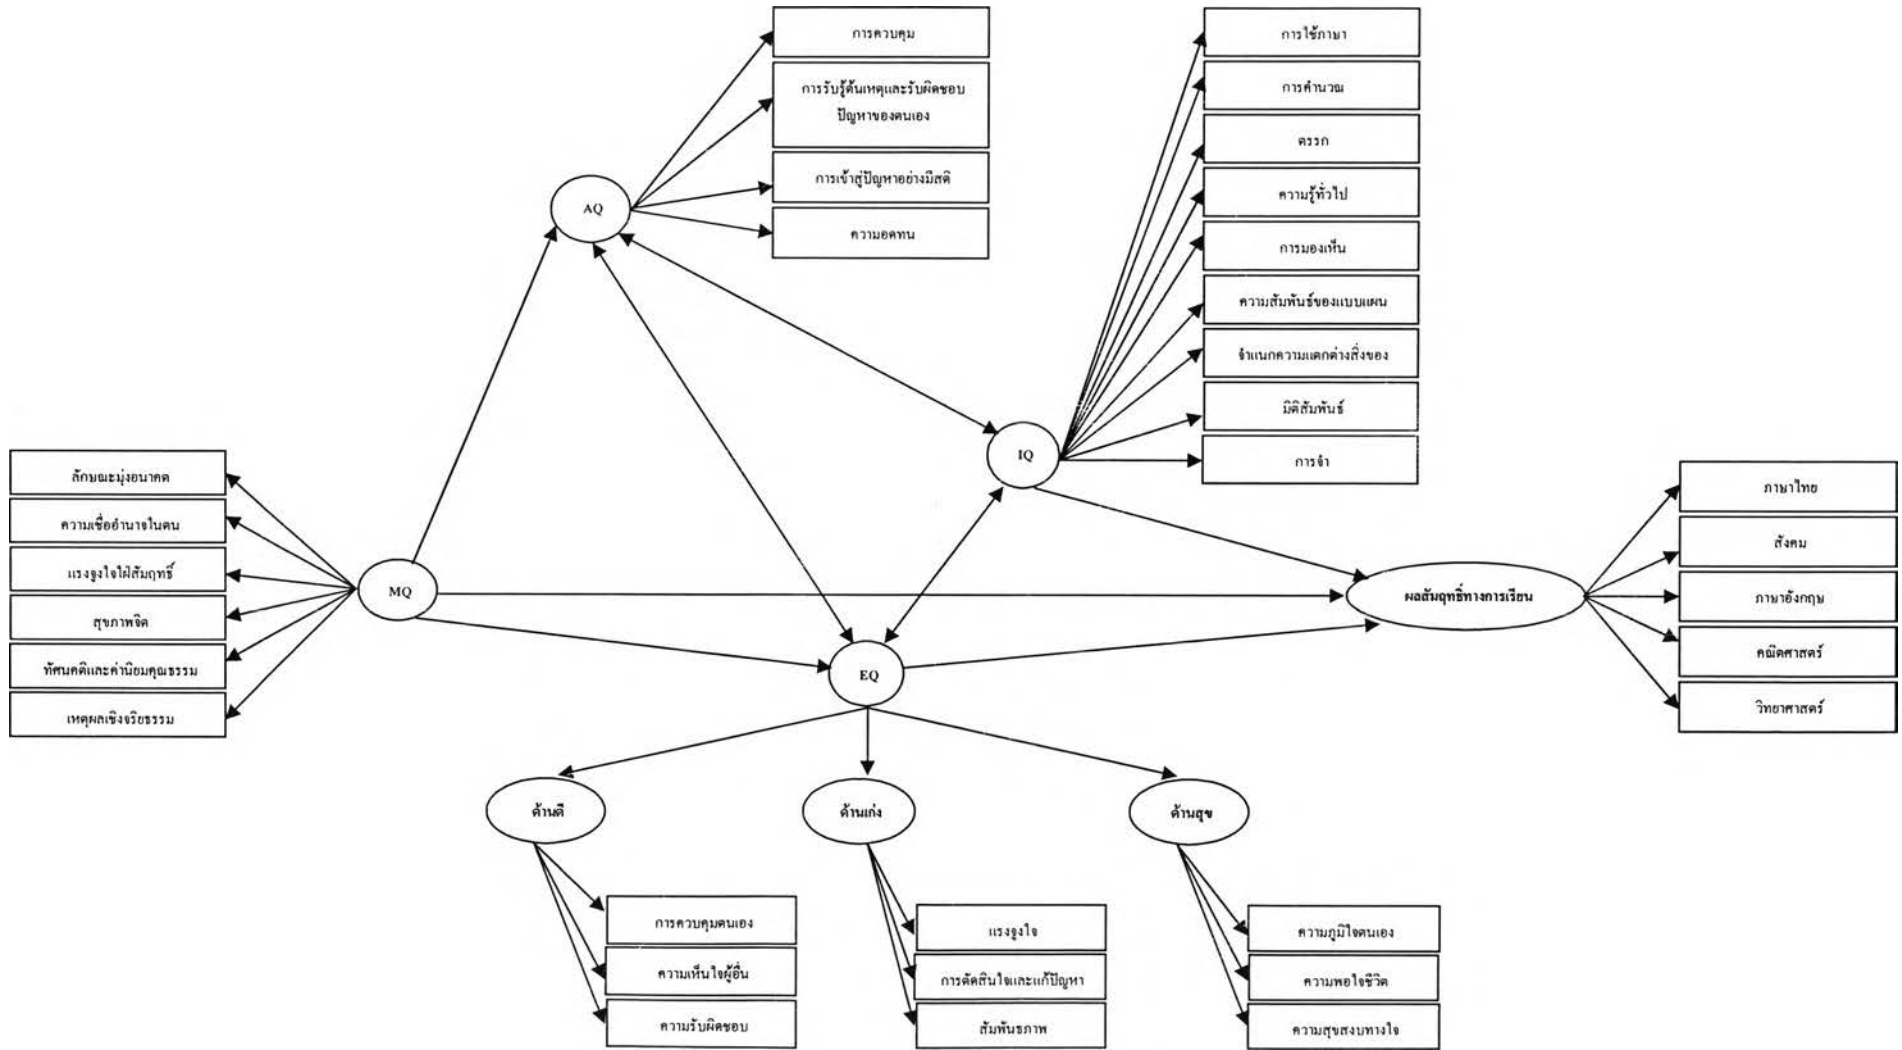 การควบคุม
การรับรู้ต้นเหตุและรับผิดชอบ
ปัญหาของตนเอง
การเข้าสู่ปัญหาอย่างมีสติ
ความอดทน
AQ
การใช้ภาษา
การคำนวณ
ตรรก
ความรู้ทั่วไป
การมองเห็น
ความสัมพันธ์ของแบบแผน
จำแนกความแตกต่างสิ่งของ
มิติสัมพันธ์
การจำ
IQ
ลักษณะมุ่งอนาคต
ความเชื่ออำนาจในตน
แรงจูงใจใฝ่สัมฤทธิ์
สุขภาพจิต
ทัศนคติและค่านิยมคุณธรรม
เหตุผลเชิงจริยธรรม
MQ
EQ
ผลสัมฤทธิ์ทางการเรียน
ภาษาไทย
สังคม
ภาษาอังกฤษ
คณิตศาสตร์
วิทยาศาสตร์
ด้านดี
ด้านเก่ง
ด้านสุข
การควบคุมตนเอง
ความเห็นใจผู้อื่น
ความรับผิดชอบ
แรงจูงใจ
การตัดสินใจและแก้ปัญหา
สัมพันธภาพ
ความภูมิใจตนเอง
ความพอใจชีวิต
ความสุขสงบทางใจ